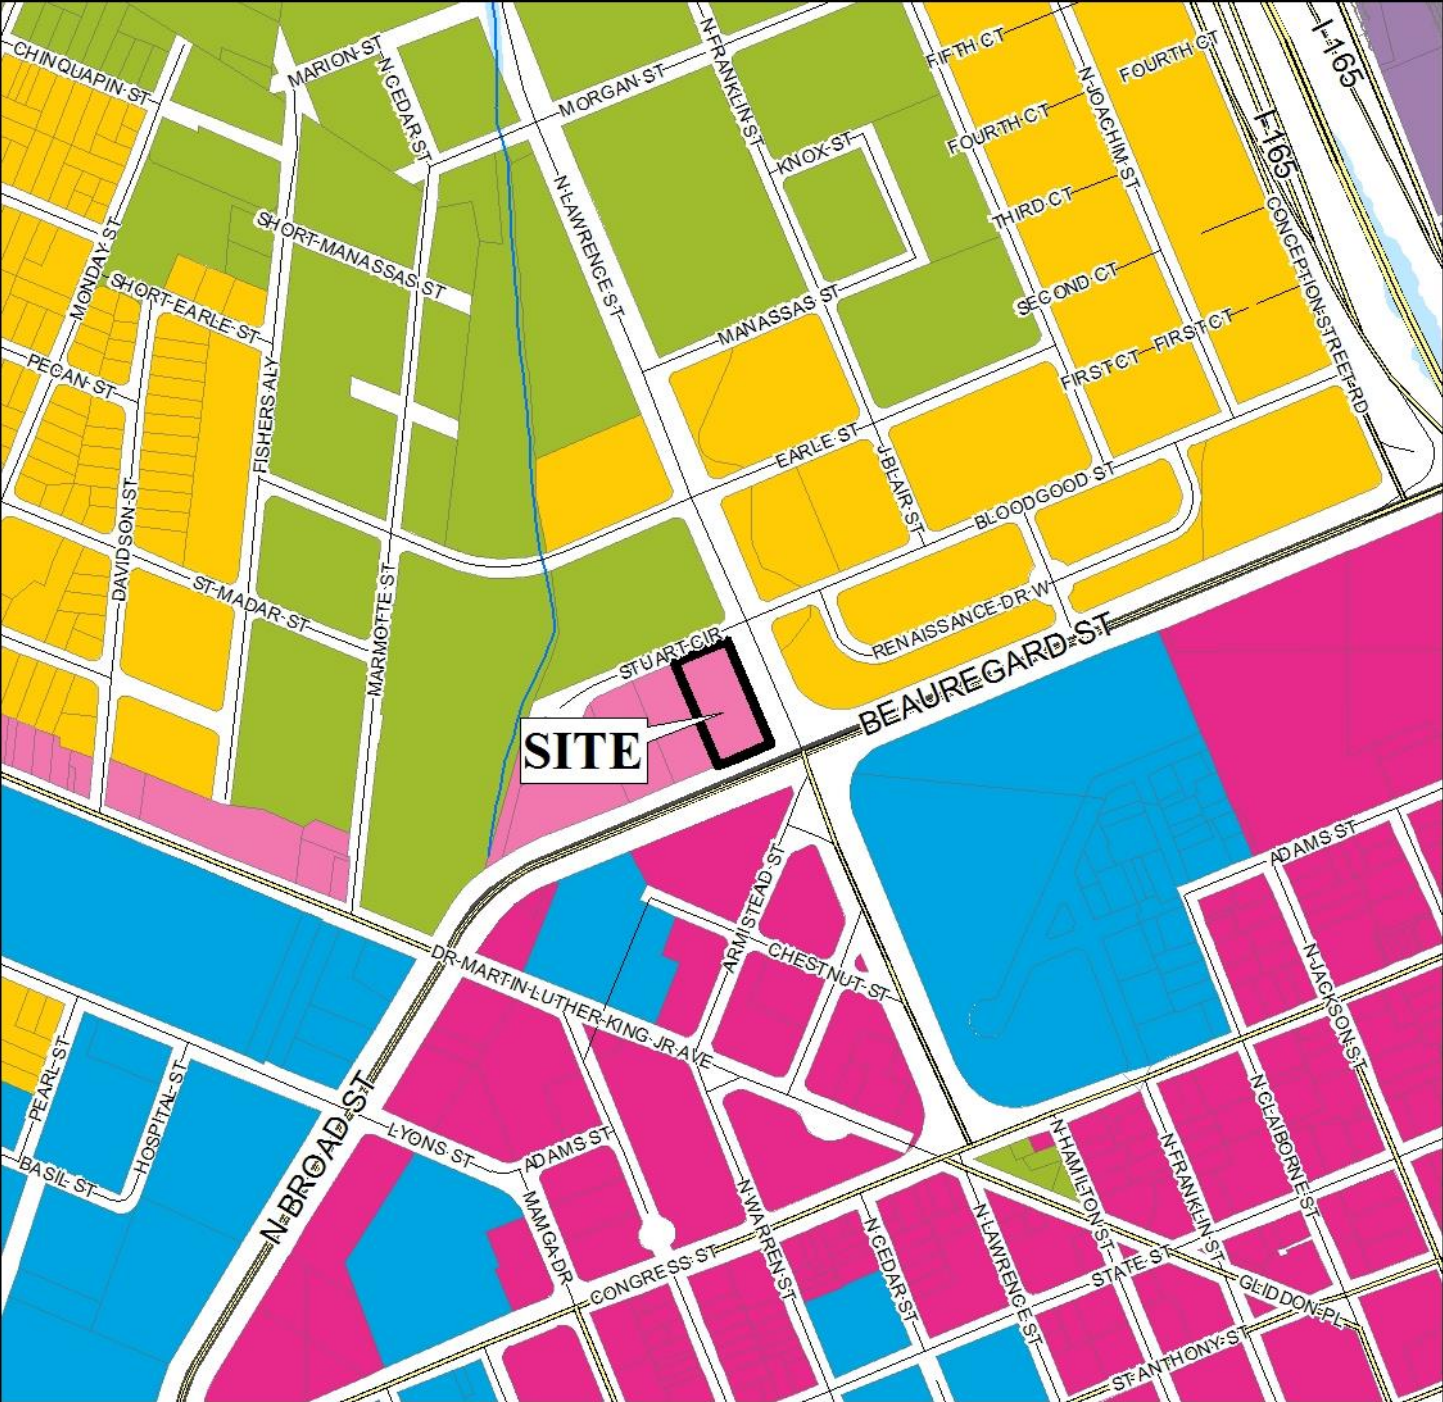 CHINQUAPIN ST
MARION ST
N CEDAR ST
MORGAN ST
N FRANKLIN ST
FIFTH CT
FOURTH CT
N JOACHIM ST
I-165
I-165
FOURTH CT
KNOX ST
THIRD CT
CONCEPTION STREET RD
N LAWRENCE ST
SHORT MANASSAS ST
MONDAY ST
SHORT EARLE ST
MANASSAS ST
SECOND CT
FIRST CT
FIRST CT
PECAN ST
FISHERS ALY
EARLE ST
J BLAIR ST
BLOODGOOD ST
DAVIDSON ST
ST MADAR ST
MARMOTTE ST
RENAISSANCE DR W
STUART CIR
BEAUREGARD ST
SITE
ADAMS ST
ARMISTEAD ST
CHESTNUT ST
DR MARTIN LUTHER KING JR AVE
N JACKSON ST
PEARL ST
HOSPITAL ST
BASIL ST
N BROAD ST
LYONS ST
ADAMS ST
N CLAIBORNE ST
N HAMILTON ST
N FRANKLIN ST
MAMGA DR
N WARREN ST
N CEDAR ST
N LAWRENCE ST
CONGRESS ST
STATE ST
GLIDDON PL
ST ANTHONY ST